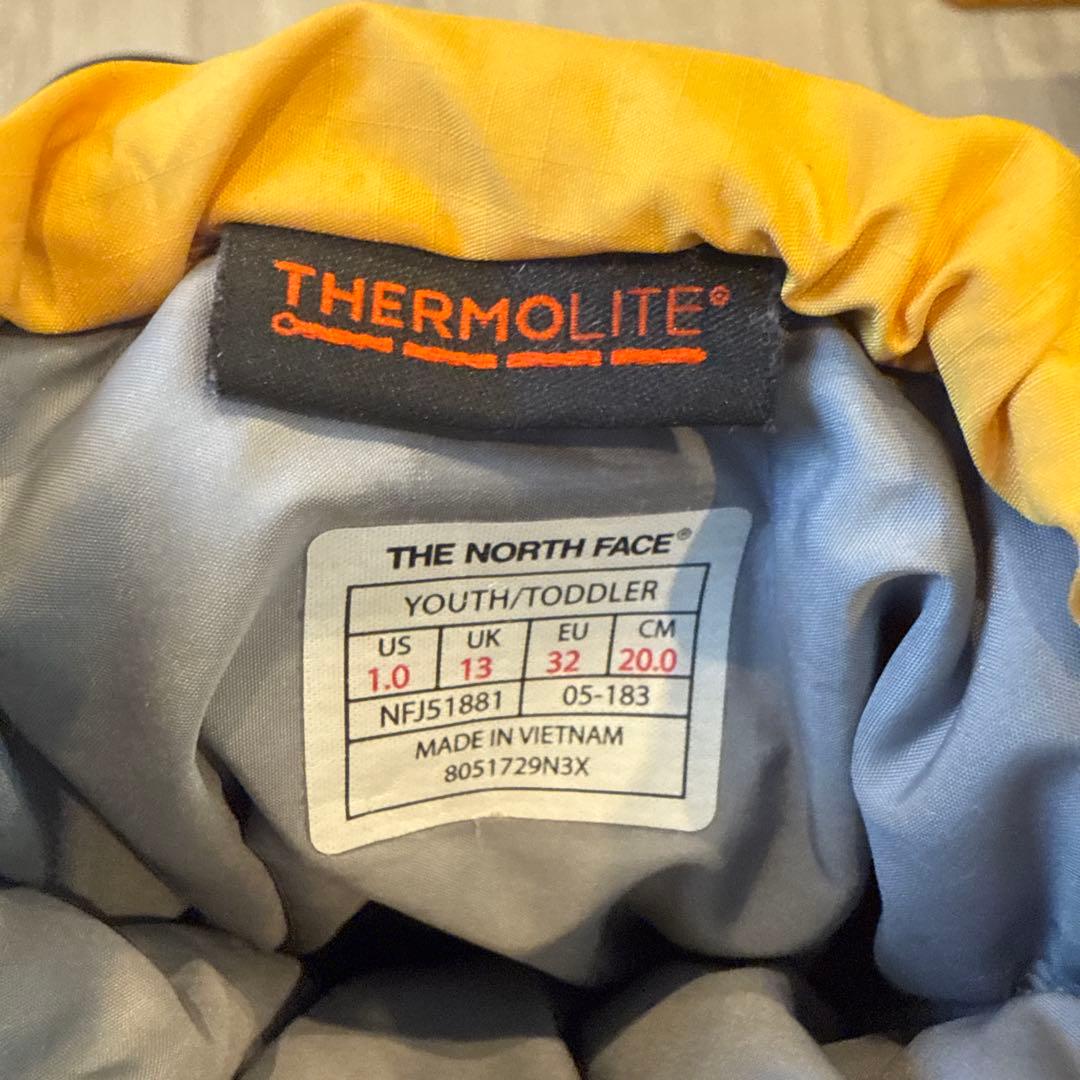 THERMOLITE®
THE NORTH FACE®
YOUTH/TODDLER
US UK EU CM
1.0 13 32 20.0
NFJ51881 05-183
MADE IN VIETNAM
8051729N3X